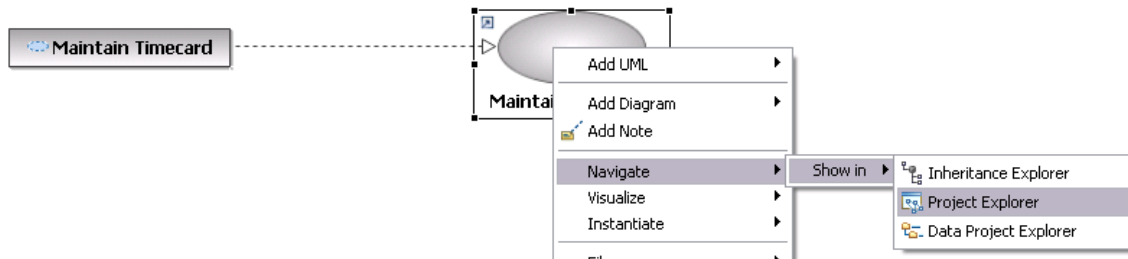 Maintain Timecard
Maintai
Add UML
Add Diagram
Add Note
Navigate
Show in
Inheritance Explorer
Project Explorer
Data Project Explorer
Visualize
Instantiate